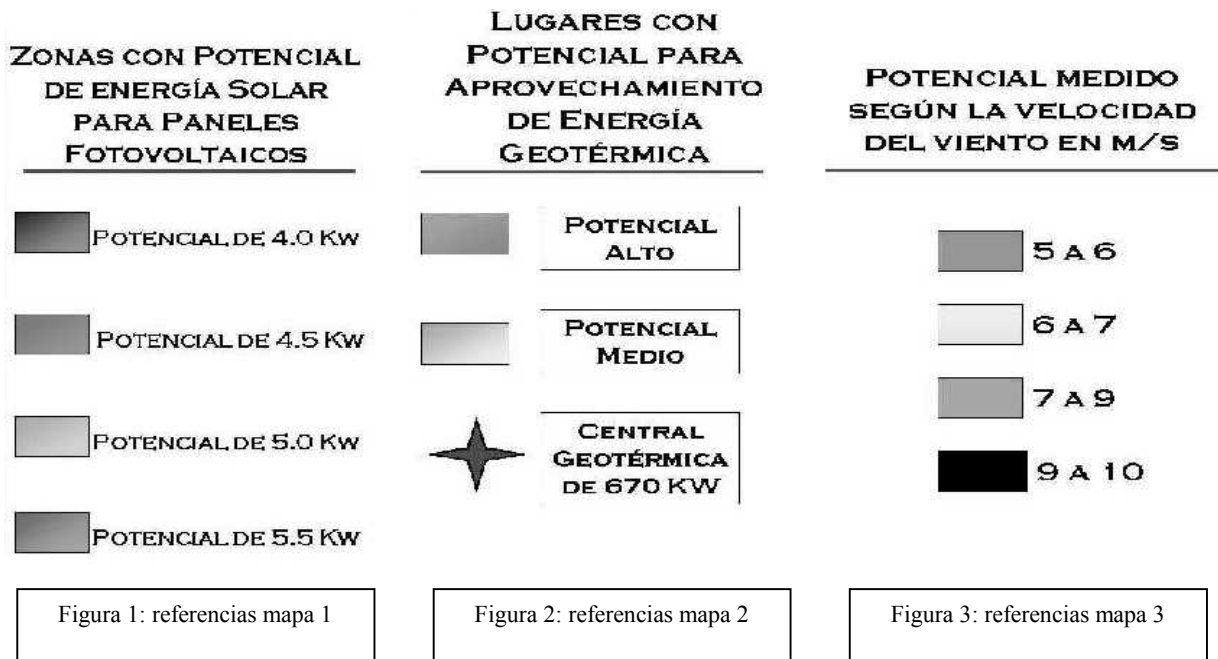 ZONAS CON POTENCIAL
DE ENERGÍA SOLAR
PARA PANELES
FOTOVOLTAICOS
POTENCIAL DE 4.0 KW
POTENCIAL DE 4.5 KW
POTENCIAL DE 5.0 KW
POTENCIAL DE 5.5 KW
Figura 1: referencias mapa 1
LUGARES CON
POTENCIAL PARA
APROVECHAMIENTO
DE ENERGÍA
GEOTÉRMICA
POTENCIAL
ALTO
POTENCIAL
MEDIO
CENTRAL
GEOTÉRMICA
DE 670 KW
Figura 2: referencias mapa 2
POTENCIAL MEDIDO
SEGÚN LA VELOCIDAD
DEL VIENTO EN M/S
5 A 6
6 A 7
7 A 9
9 A 10
Figura 3: referencias mapa 3